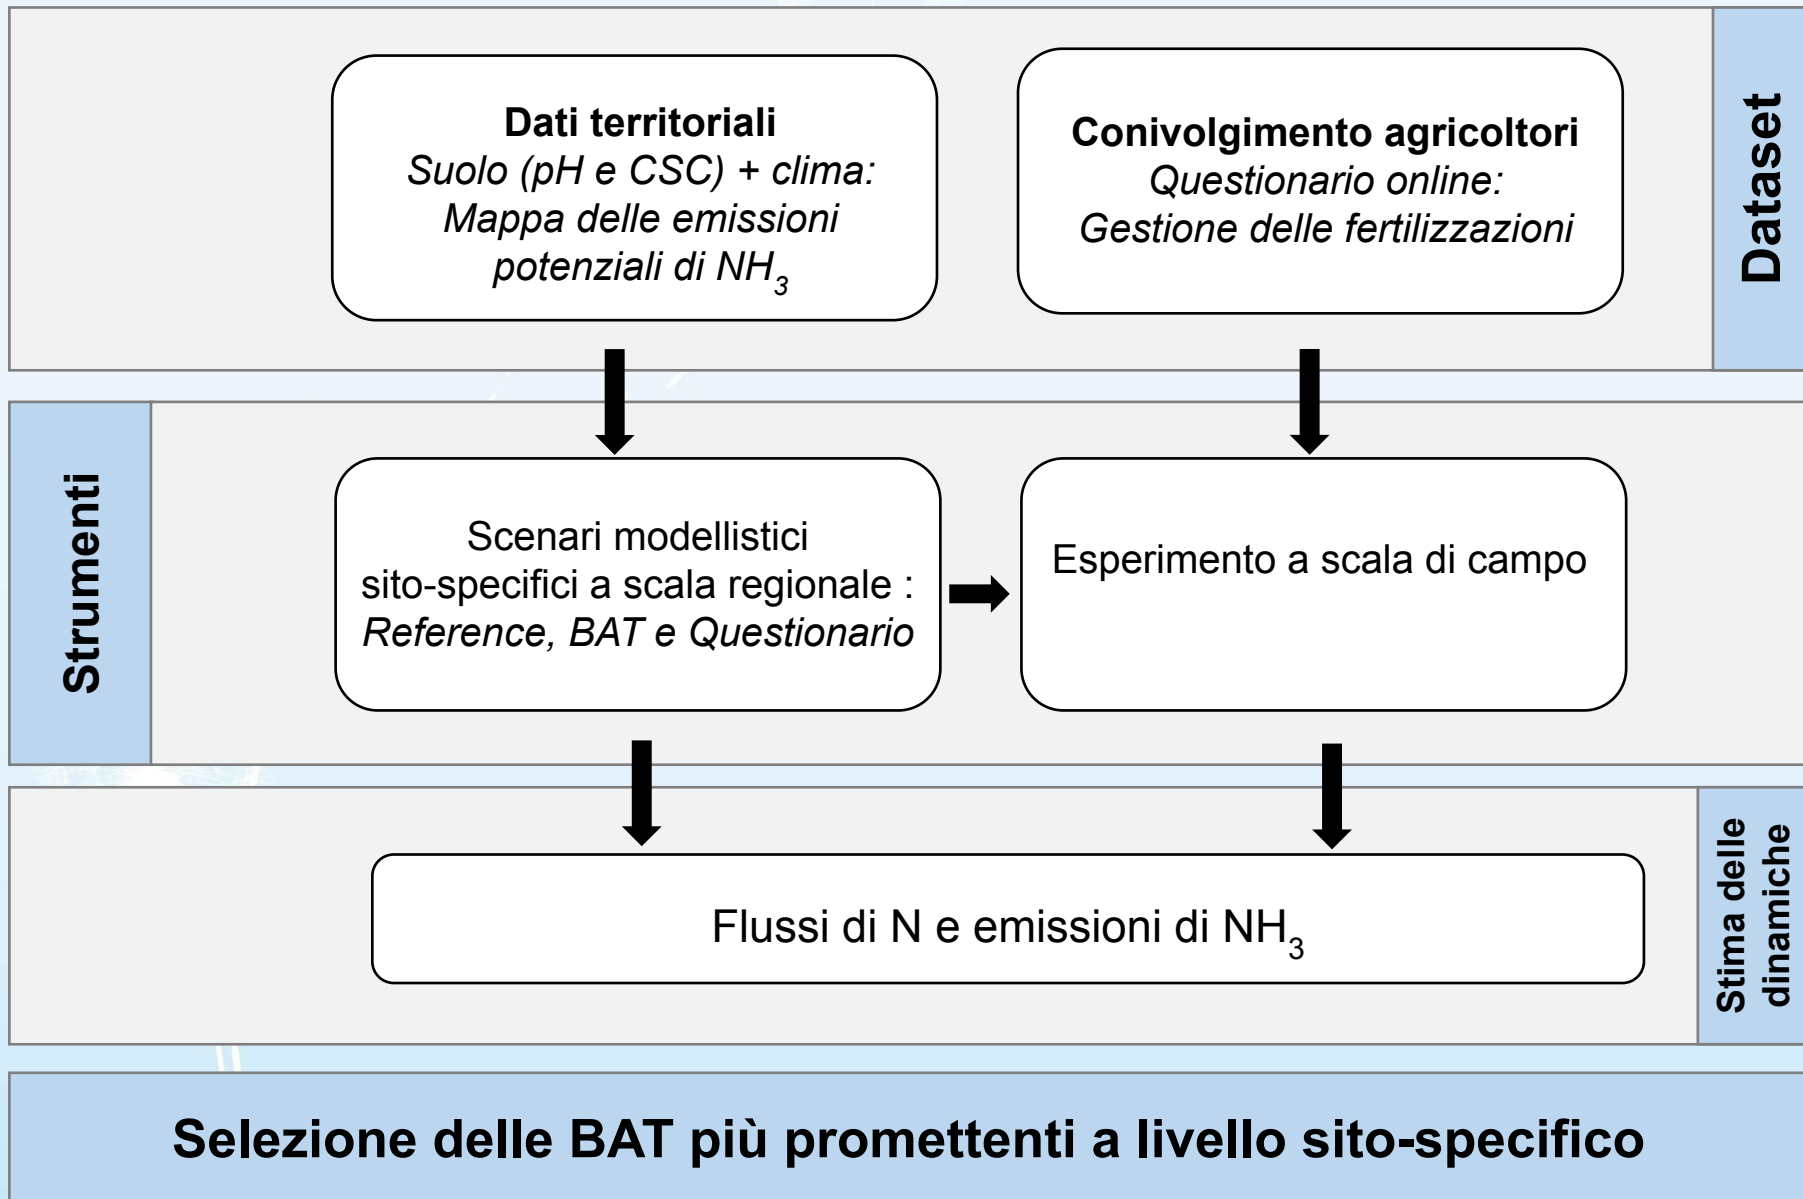 Dati territoriali
Suolo (pH e CSC) + clima:
Mappa delle emissioni
potenziali di NH₃
Conivolgimento agricoltori
Questionario online:
Gestione delle fertilizzazioni
Dataset
Strumenti
Scenari modellistici
sito-specifici a scala regionale :
Reference, BAT e Questionario
Esperimento a scala di campo
Flussi di N e emissioni di NH₃
Stima delle
dinamiche
Selezione delle BAT più promettenti a livello sito-specifico